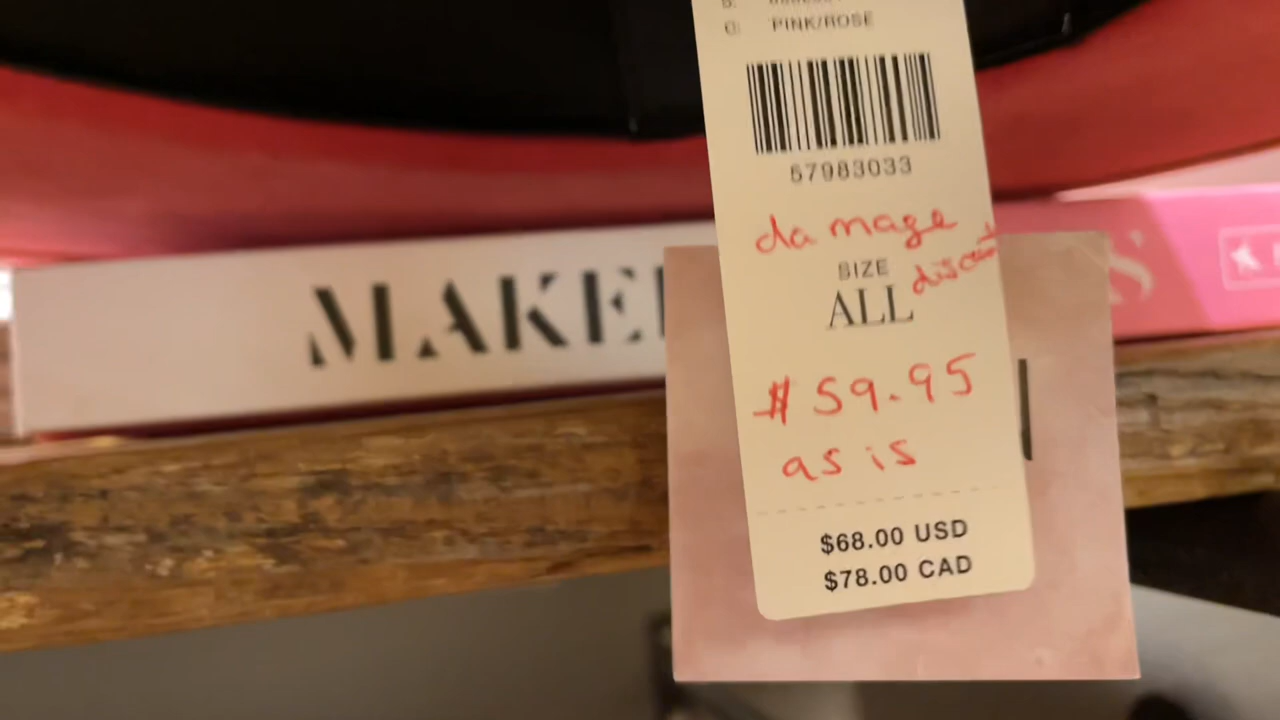 C: PINK/ROSE
57983033
damage
discount
SIZE
ALL
$59.95
as is
$68.00 USD
$78.00 CAD
MAKE
S